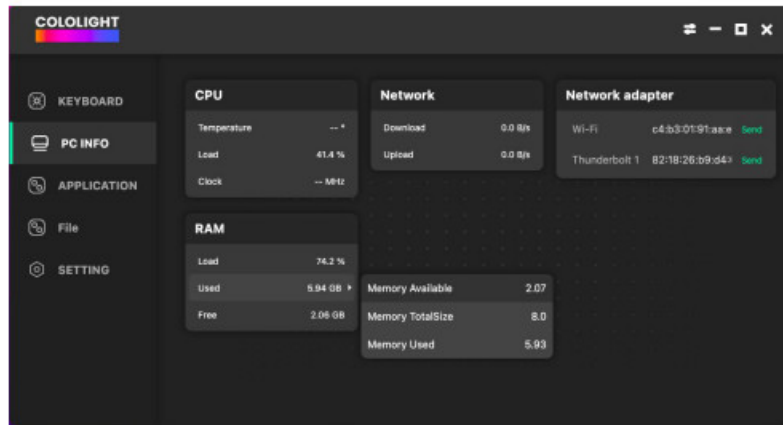 COLOLIGHT
KEYBOARD
PC INFO
APPLICATION
File
SETTING
CPU
Temperature -- °
Load 41.4 %
Clock -- MHz
Network
Download 0.0 B/s
Upload 0.0 B/s
Network adapter
Wi-Fi c4:b3:01:91:aa:e Send
Thunderbolt 1 82:18:26:b9:d4: Send
RAM
Load 74.2 %
Used 5.94 GB
Free 2.06 GB
Memory Available 2.07
Memory TotalSize 8.0
Memory Used 5.93